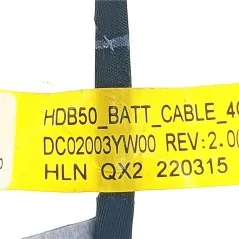 HDB50_BATT_CABLE_4
DC02003YW00 REV:2.0
HLN QX2 220315